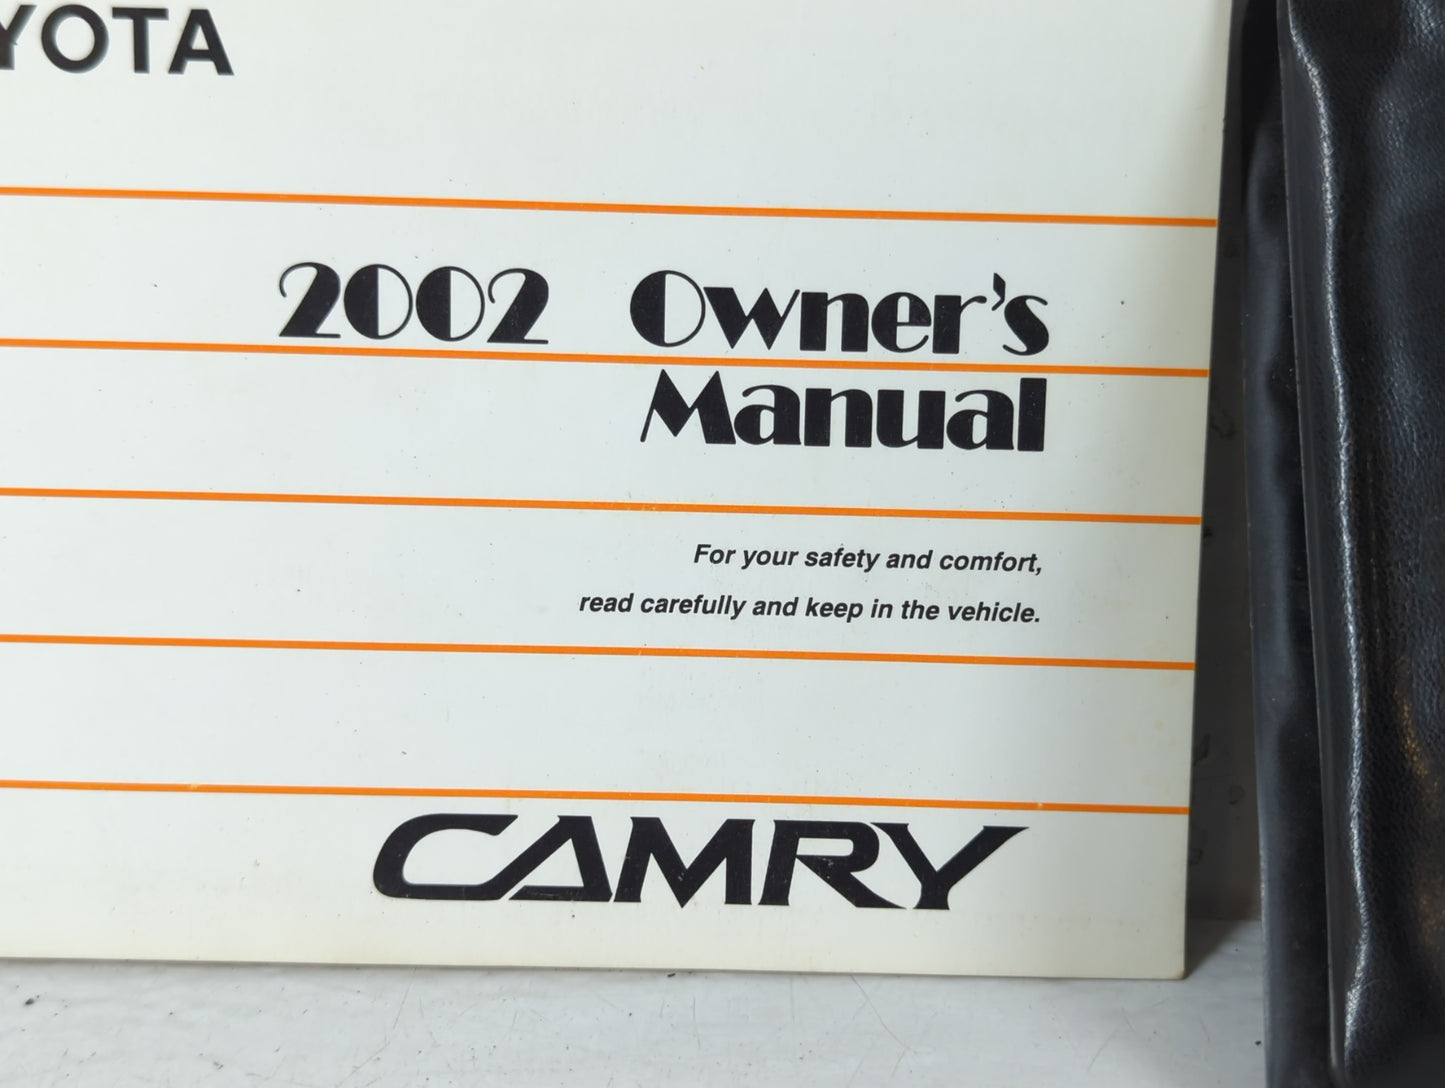 YOTA
2002 Owner's
Manual
For your safety and comfort,
read carefully and keep in the vehicle.
CAMRY